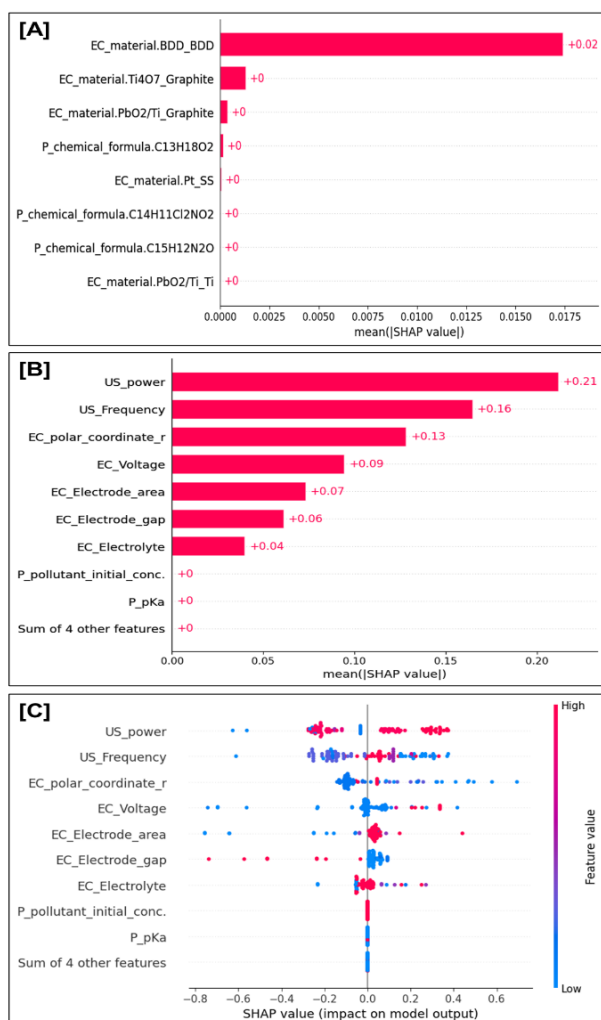 [A]
EC_material.BDD_BDD
+0.02
EC_material.Ti4O7_Graphite
+0
EC_material.PbO2/Ti_Graphite
+0
P_chemical_formula.C13H18O2
+0
EC_material.Pt_SS
+0
P_chemical_formula.C14H11Cl2NO2
+0
P_chemical_formula.C15H12N2O
+0
EC_material.PbO2/Ti_Ti
+0
0.0000 0.0025 0.0050 0.0075 0.0100 0.0125 0.0150 0.0175
mean(|SHAP value|)
[B]
US_power
+0.21
US_Frequency
+0.16
EC_polar_coordinate_r
+0.13
EC_Voltage
+0.09
EC_Electrode_area
+0.07
EC_Electrode_gap
+0.06
EC_Electrolyte
+0.04
P_pollutant_initial_conc.
+0
P_pKa
+0
Sum of 4 other features
+0
0.00 0.05 0.10 0.15 0.20
mean(|SHAP value|)
[C]
High
US_power
US_Frequency
EC_polar_coordinate_r
EC_Voltage
EC_Electrode_area
EC_Electrode_gap
EC_Electrolyte
P_pollutant_initial_conc.
P_pKa
Sum of 4 other features
Feature value
Low
−0.8 −0.6 −0.4 −0.2 0.0 0.2 0.4 0.6
SHAP value (impact on model output)